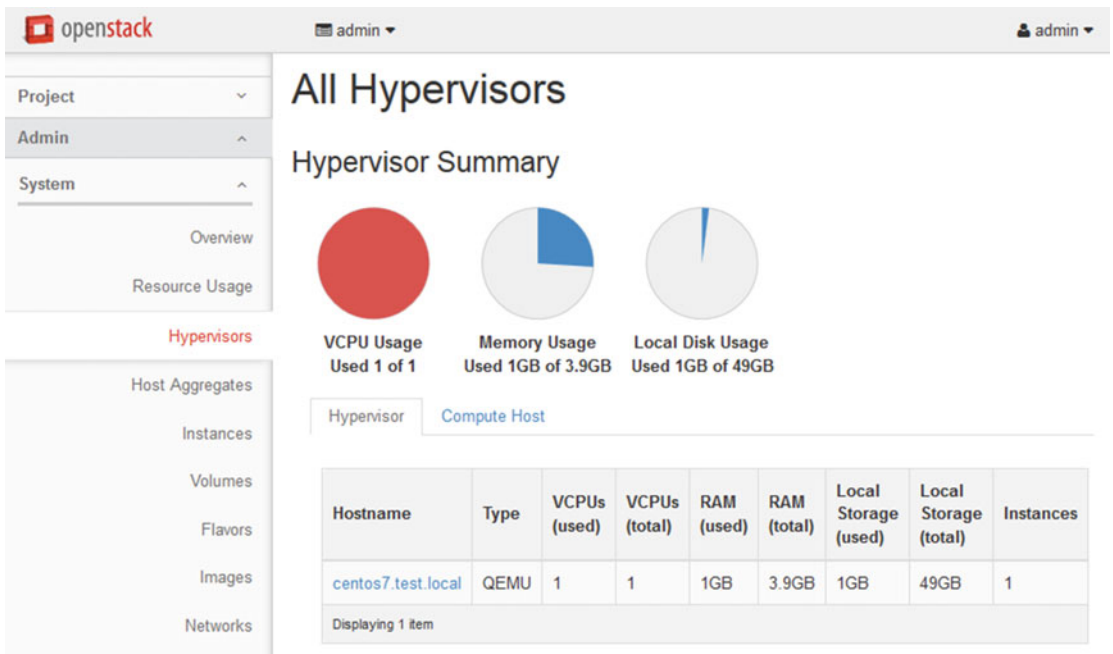 openstack
admin
admin
Project
Admin
System
Overview
Resource Usage
Hypervisors
Host Aggregates
Instances
Volumes
Flavors
Images
Networks
All Hypervisors
Hypervisor Summary
VCPU Usage
Used 1 of 1
Memory Usage
Used 1GB of 3.9GB
Local Disk Usage
Used 1GB of 49GB
Hypervisor Compute Host
Hostname Type VCPUs (used) VCPUs (total) RAM (used) RAM (total) Local Storage (used) Local Storage (total) Instances
centos7.test.local QEMU 1 1 1GB 3.9GB 1GB 49GB 1
Displaying 1 item